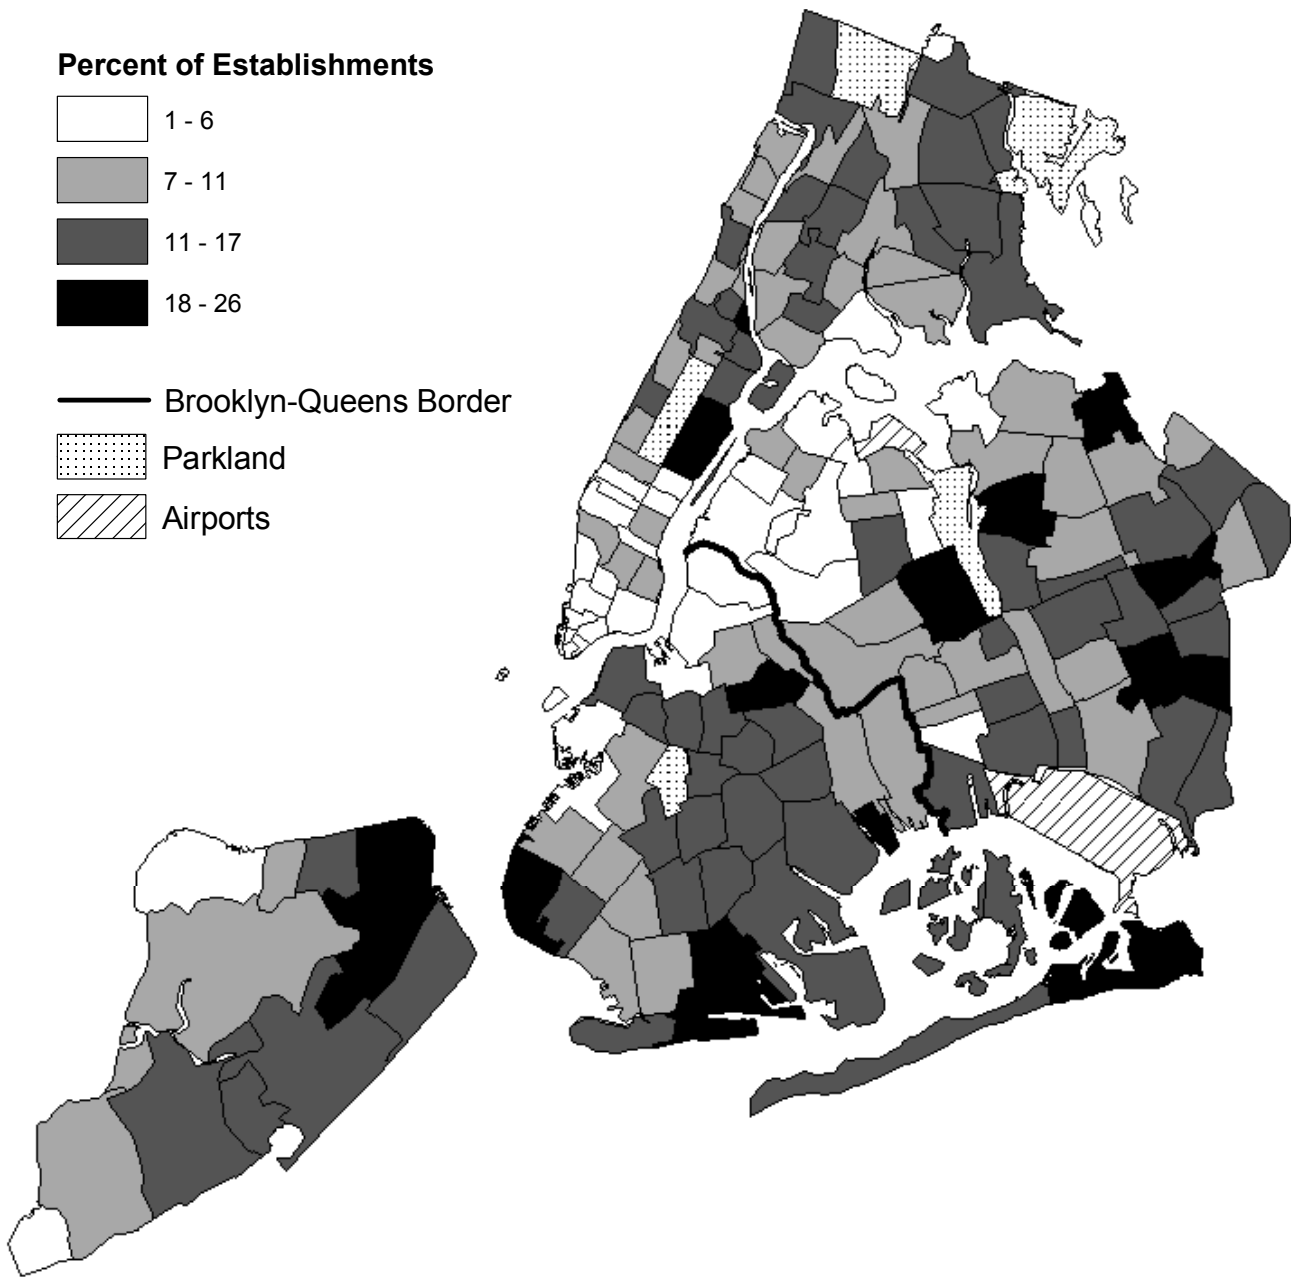 Percent of Establishments
1 - 6
7 - 11
11 - 17
18 - 26
Brooklyn-Queens Border
Parkland
Airports